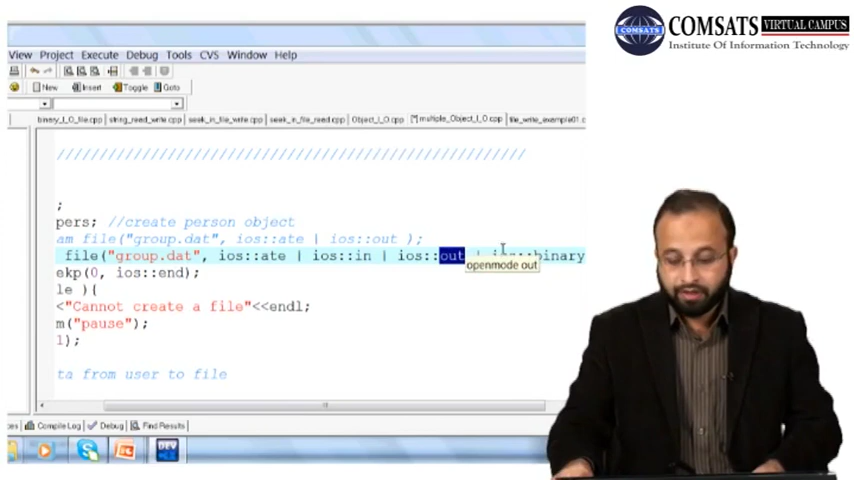 COMSATS
COMSATS VIRTUAL CAMPUS
Institute Of Information Technology
View Project Execute Debug Tools CVS Window Help
New Insert Toggle Goto
binary_I_O_file.cpp string_read_write.cpp seek_in_file_write.cpp seek_in_file_read.cpp Object_I_O.cpp [*] multiple_Object_I_O.cpp file_write_example01.c
////////////////////////////////////////////////////////
;
pers; //create person object
am file("group.dat", ios::ate | ios::out );
file("group.dat", ios::ate | ios::in | ios::out | ios::binary
openmode out
ekp(0, ios::end);
le ){
<"Cannot create a file"<<endl;
m("pause");
1);
ta from user to file
Compile Log Debug Find Results
DEV